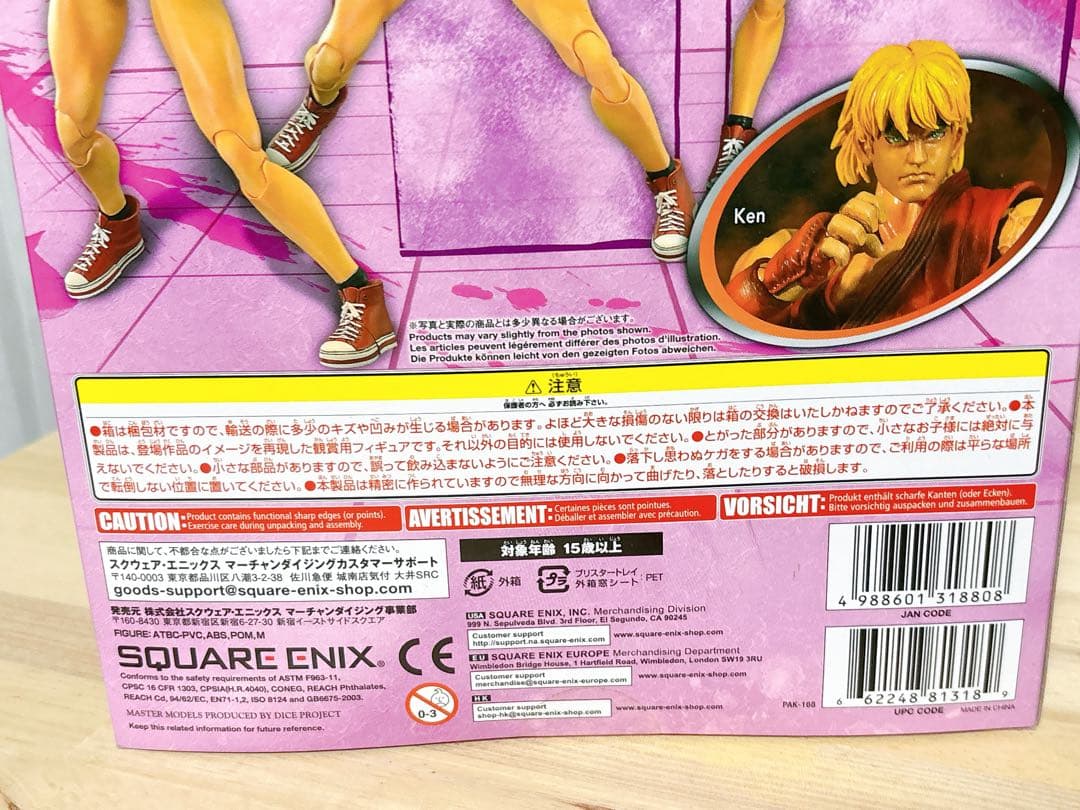 Ken
※写真と実際の商品とは多少異なる場合がございます。
Products may vary slightly from the photos shown.
Les articles peuvent légérement différer des photos d'illustration.
Die Produkte können leicht von den gezeigten Fotos abweichen.
⚠ 注意
保護者の方へ 必ずお読み下さい。
●箱は梱包材ですので、輸送の際に多少のキズや凹みが生じる場合があります。よほど大きな損傷のない限りは箱の交換はいたしかねますのでご了承ください。●本
製品は、登場作品のイメージを再現した観賞用フィギュアです。それ以外の目的には使用しないでください。●とがった部分がありますので、小さなお子様には絶対に与
えないでください。●小さな部品がありますので、誤って飲み込まないようにご注意ください。●落下し思わぬケガをする場合がありますので、ご利用の際は平らな場所
で転倒しない位置に置いてください。●本製品は精密に作られていますので無理な方向に向かって曲げたり、落としたりすると破損します。
CAUTION: Product contains functional sharp edges (or points).
Exercise care during unpacking and assembly.
AVERTISSEMENT: Certaines pièces sont pointues.
Déballer et assembler avec précaution.
VORSICHT: Produkt enthält scharfe Kanten (oder Ecken).
Bitte vorsichtig auspacken und zusammenbauen.
商品に関して、不都合な点がございましたら下記までご連絡ください。
スクウェア・エニックス マーチャンダイジングカスタマーサポート
〒140-0003 東京都品川区八潮3-2-38 佐川急便 城南店気付 大井SRC
goods-support@square-enix-shop.com
発売元 株式会社スクウェア・エニックス マーチャンダイジング事業部
〒160-8430 東京都新宿区新宿6-27-30 新宿イーストサイドスクエア
FIGURE: ATBC-PVC,ABS,POM,M
SQUARE ENIX® CE
Conforms to the safety requirements of ASTM F963-11,
CPSC 16 CFR 1303, CPSIA(H.R.4040), CONEG, REACH Phthalates,
REACH Cd, 94/62/EC, EN71-1,2, ISO 8124 and GB6675-2003.
MASTER MODELS PRODUCED BY DICE PROJECT
Keep this related information for future reference.
0-3
対象年齢 15歳以上
紙 外箱
プラ ブリスタートレイ
外箱窓シート: PET
USA SQUARE ENIX, INC. Merchandising Division
999 N. Sepulveda Blvd. 3rd Floor, El Segundo, CA 90245
Customer support
http://support.na.square-enix.com
www.square-enix-shop.com
EU SQUARE ENIX EUROPE Merchandising Department
Wimbledon Bridge House, 1 Hartfield Road, Wimbledon, London SW19 3RU
Customer support
merchandise@square-enix-europe.com
www.square-enix-shop.com
HK
Customer support
shop-hk@square-enix-shop.com
www.square-enix-shop.com
4 988601 318808
JAN CODE
6 62248 81318 9
PAK-108
UPC CODE
MADE IN CHINA